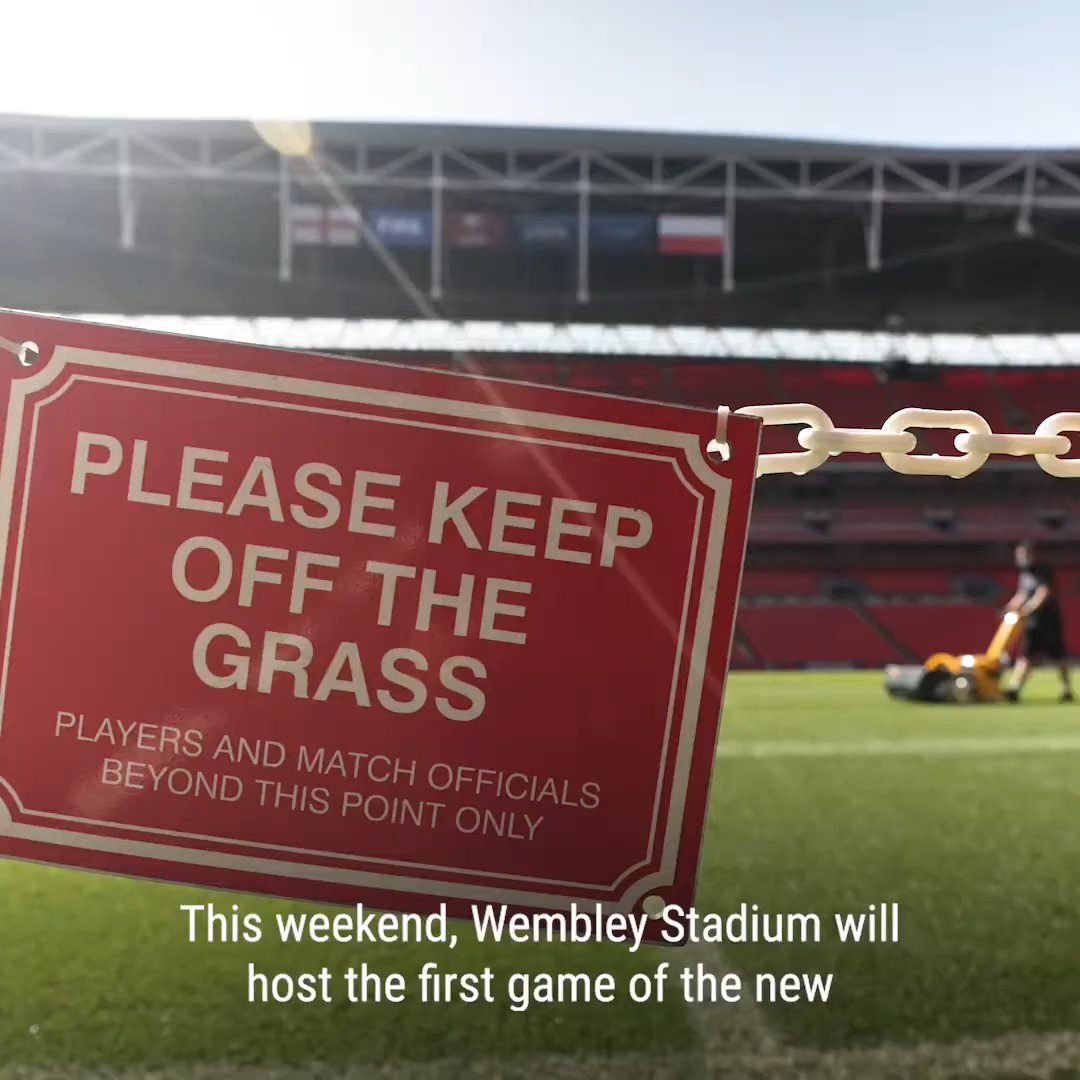 FIFA
PLEASE KEEP
OFF THE
GRASS
PLAYERS AND MATCH OFFICIALS
BEYOND THIS POINT ONLY
This weekend, Wembley Stadium will
host the first game of the new